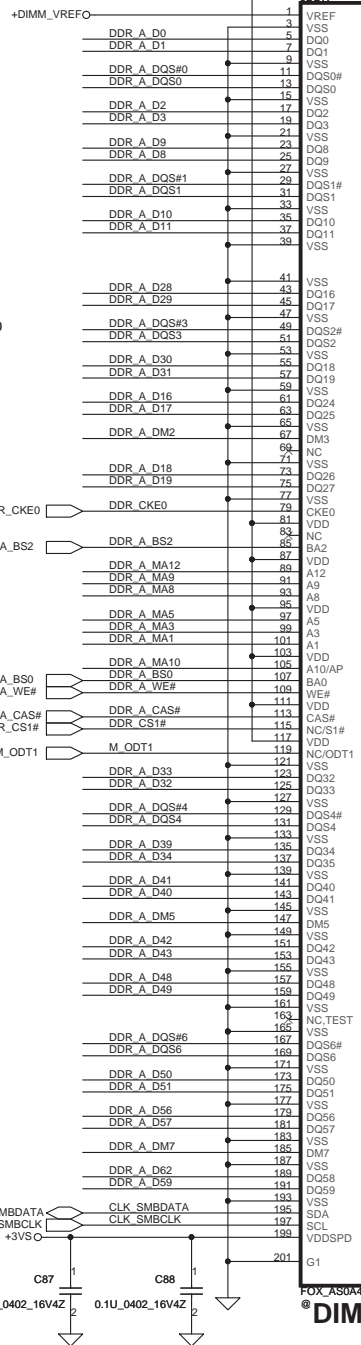 +DIMM_VREF 1 VREF
3 VSS
DDR_A_D0 5 DQ0
DDR_A_D1 7 DQ1
9 VSS
DDR_A_DQS#0 11 DQS0#
DDR_A_DQS0 13 DQS0
15 VSS
DDR_A_D2 17 DQ2
DDR_A_D3 19 DQ3
21 VSS
DDR_A_D9 23 DQ8
DDR_A_D8 25 DQ9
27 VSS
DDR_A_DQS#1 29 DQS1#
DDR_A_DQS1 31 DQS1
33 VSS
DDR_A_D10 35 DQ10
DDR_A_D11 37 DQ11
39 VSS
41 VSS
DDR_A_D28 43 DQ16
DDR_A_D29 45 DQ17
47 VSS
DDR_A_DQS#3 49 DQS2#
DDR_A_DQS3 51 DQS2
53 VSS
DDR_A_D30 55 DQ18
DDR_A_D31 57 DQ19
59 VSS
DDR_A_D16 61 DQ24
DDR_A_D17 63 DQ25
65 VSS
DDR_A_DM2 67 DM3
69 NC
71 VSS
DDR_A_D18 73 DQ26
DDR_A_D19 75 DQ27
77 VSS
R_CKE0 DDR_CKE0 79 CKE0
81 VDD
83 NC
A_BS2 DDR_A_BS2 85 BA2
87 VDD
DDR_A_MA12 89 A12
DDR_A_MA9 91 A9
DDR_A_MA8 93 A8
95 VDD
DDR_A_MA5 97 A5
DDR_A_MA3 99 A3
DDR_A_MA1 101 A1
103 VDD
DDR_A_MA10 105 A10/AP
A_BS0 DDR_A_BS0 107 BA0
A_WE# DDR_A_WE# 109 WE#
111 VDD
A_CAS# DDR_A_CAS# 113 CAS#
R_CS1# DDR_CS1# 115 NC/S1#
117 VDD
M_ODT1 M_ODT1 119 NC/ODT1
121 VSS
DDR_A_D33 123 DQ32
DDR_A_D32 125 DQ33
127 VSS
DDR_A_DQS#4 129 DQS4#
DDR_A_DQS4 131 DQS4
133 VSS
DDR_A_D39 135 DQ34
DDR_A_D34 137 DQ35
139 VSS
DDR_A_D41 141 DQ40
DDR_A_D40 143 DQ41
145 VSS
DDR_A_DM5 147 DM5
149 VSS
DDR_A_D42 151 DQ42
DDR_A_D43 153 DQ43
155 VSS
DDR_A_D48 157 DQ48
DDR_A_D49 159 DQ49
161 VSS
163 NC,TEST
165 VSS
DDR_A_DQS#6 167 DQS6#
DDR_A_DQS6 169 DQS6
171 VSS
DDR_A_D50 173 DQ50
DDR_A_D51 175 DQ51
177 VSS
DDR_A_D56 179 DQ56
DDR_A_D57 181 DQ57
183 VSS
DDR_A_DM7 185 DM7
187 VSS
DDR_A_D62 189 DQ58
DDR_A_D59 191 DQ59
193 VSS
MBDATA CLK_SMBDATA 195 SDA
SMBCLK CLK_SMBCLK 197 SCL
+3VS 199 VDDSPD
201 G1
C87 1 2
_0402_16V4Z
C88 1 2
0.1U_0402_16V4Z
FOX_AS0A4
@ DIM